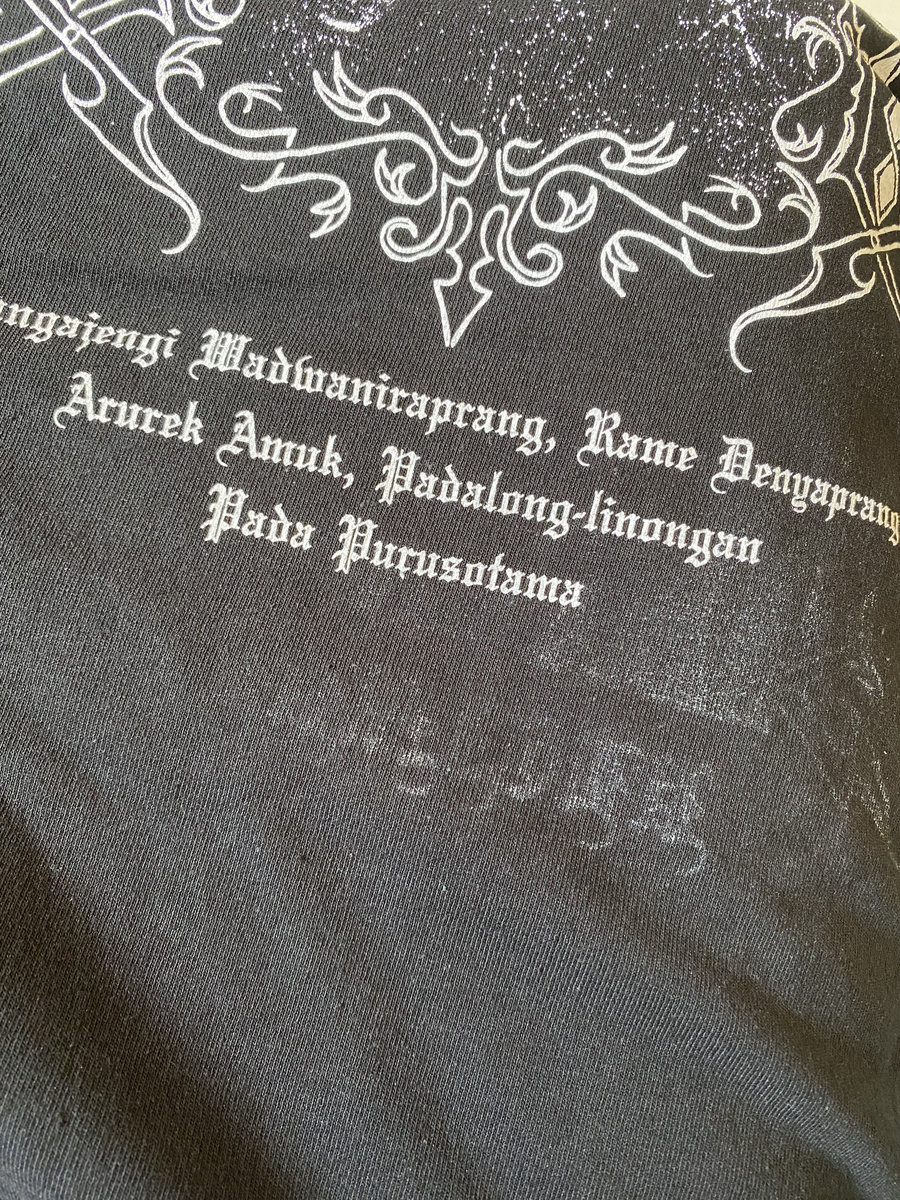 ngajengi Wadwaniraprang, Rame Denyaprang
Arurek Amuk, Padalong-linongan
Pada Purusotama